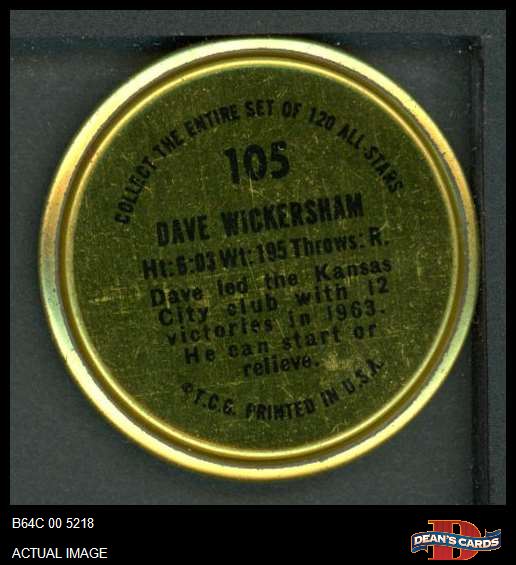 COLLECT THE ENTIRE SET OF 120 ALL-STARS
105
DAVE WICKERSHAM
Ht: 6:03 Wt: 195 Throws: R.
Dave led the Kansas
City club with 12
victories in 1963.
He can start or
relieve.
© T.C.G. PRINTED IN U.S.A.
B64C 00 5218
ACTUAL IMAGE
D
DEAN'S CARDS